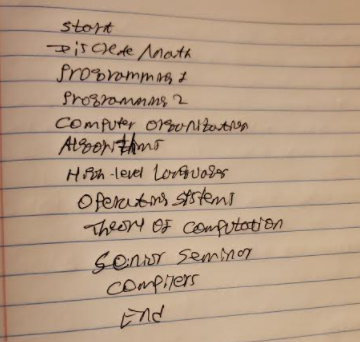 start
Discrete Math
Programming 1
Programming 2
Computer organization
Algorithms
High-level Languages
Operating systems
Theory of computation
Senior Seminor
compilers
End